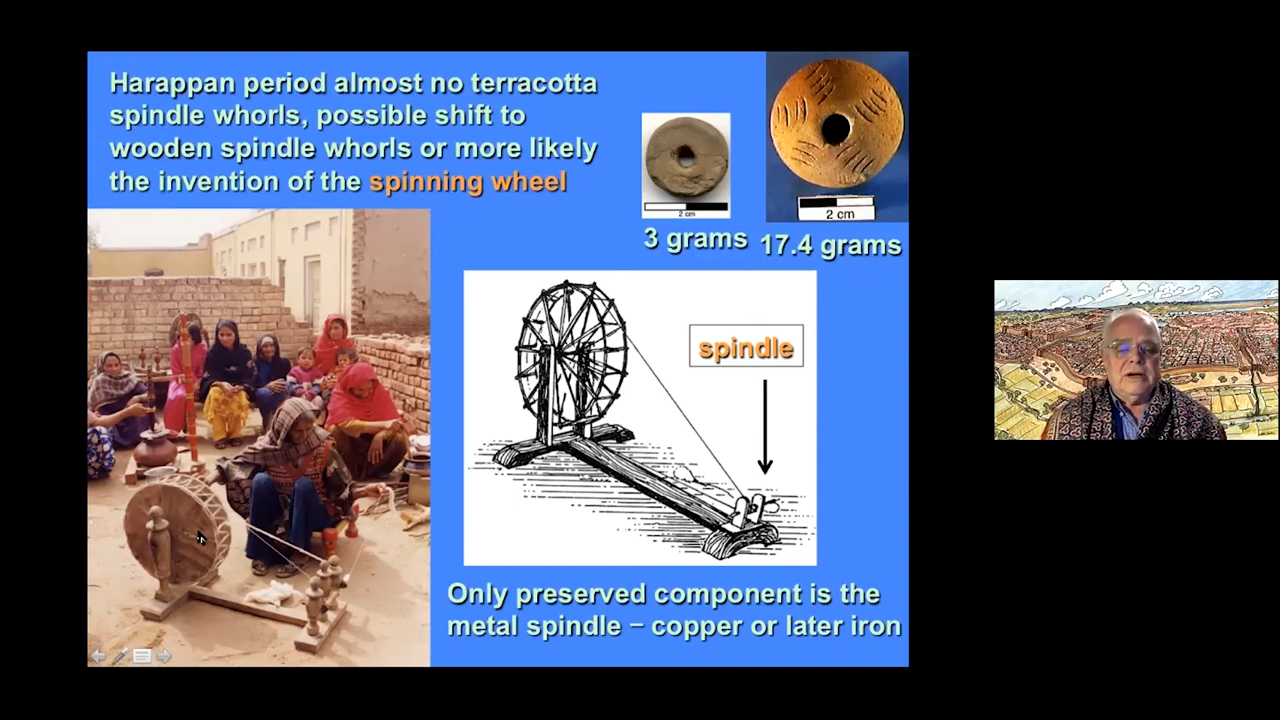 Harappan period almost no terracotta
spindle whorls, possible shift to
wooden spindle whorls or more likely
the invention of the spinning wheel
2 cm
2 cm
3 grams
17.4 grams
spindle
Only preserved component is the
metal spindle – copper or later iron